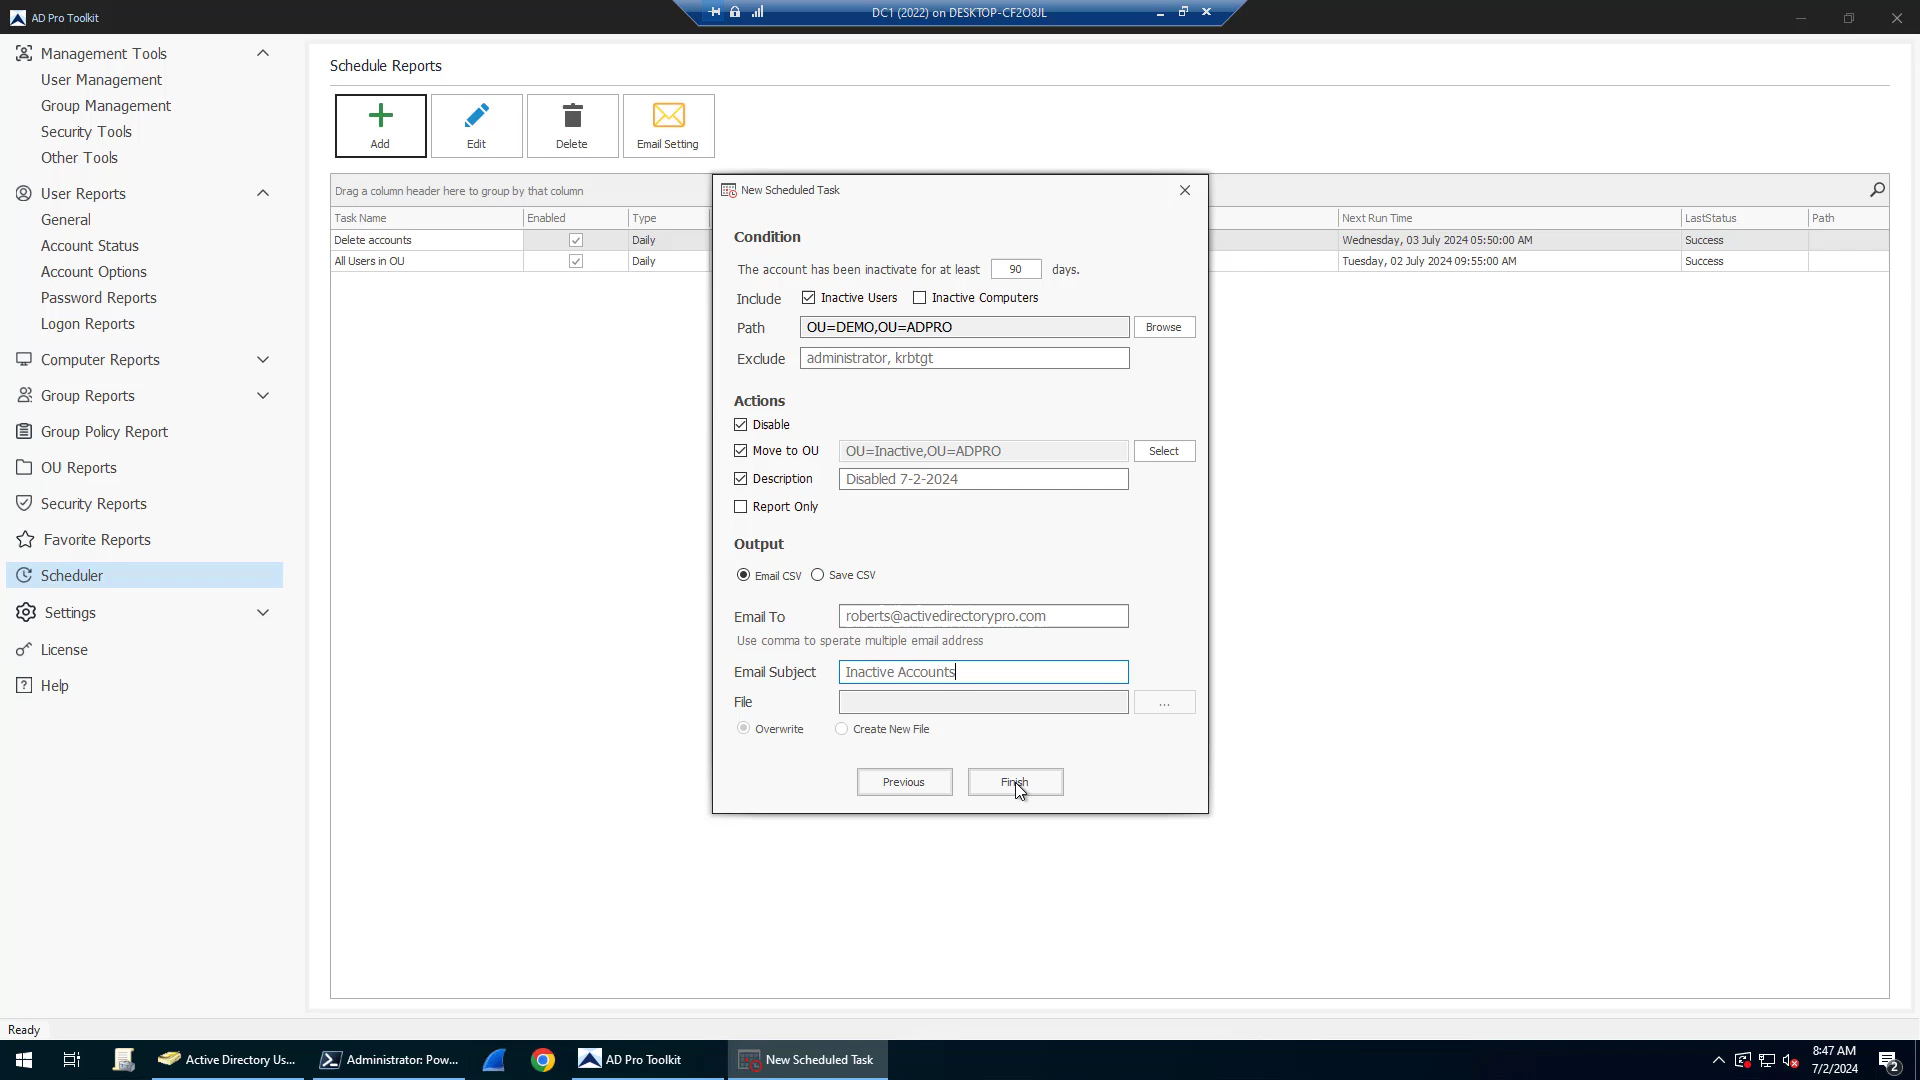 AD Pro Toolkit
DC1 (2022) on DESKTOP-CF2O8JL
Management Tools
User Management
Group Management
Security Tools
Other Tools
User Reports
General
Account Status
Account Options
Password Reports
Logon Reports
Computer Reports
Group Reports
Group Policy Report
OU Reports
Security Reports
Favorite Reports
Scheduler
Settings
License
Help
Schedule Reports
Add
Edit
Delete
Email Setting
Drag a column header here to group by that column
Task Name Enabled Type Next Run Time LastStatus Path
Delete accounts Daily Wednesday, 03 July 2024 05:50:00 AM Success
All Users in OU Daily Tuesday, 02 July 2024 09:55:00 AM Success
New Scheduled Task
Condition
The account has been inactivate for at least 90 days.
Include Inactive Users Inactive Computers
Path OU=DEMO,OU=ADPRO Browse
Exclude administrator, krbtgt
Actions
Disable
Move to OU OU=Inactive,OU=ADPRO Select
Description Disabled 7-2-2024
Report Only
Output
Email CSV Save CSV
Email To roberts@activedirectorypro.com
Use comma to sperate multiple email address
Email Subject Inactive Accounts
File ...
Overwrite Create New File
Previous Finish
Ready
Active Directory Us...
Administrator: Pow...
AD Pro Toolkit
New Scheduled Task
8:47 AM
7/2/2024
2